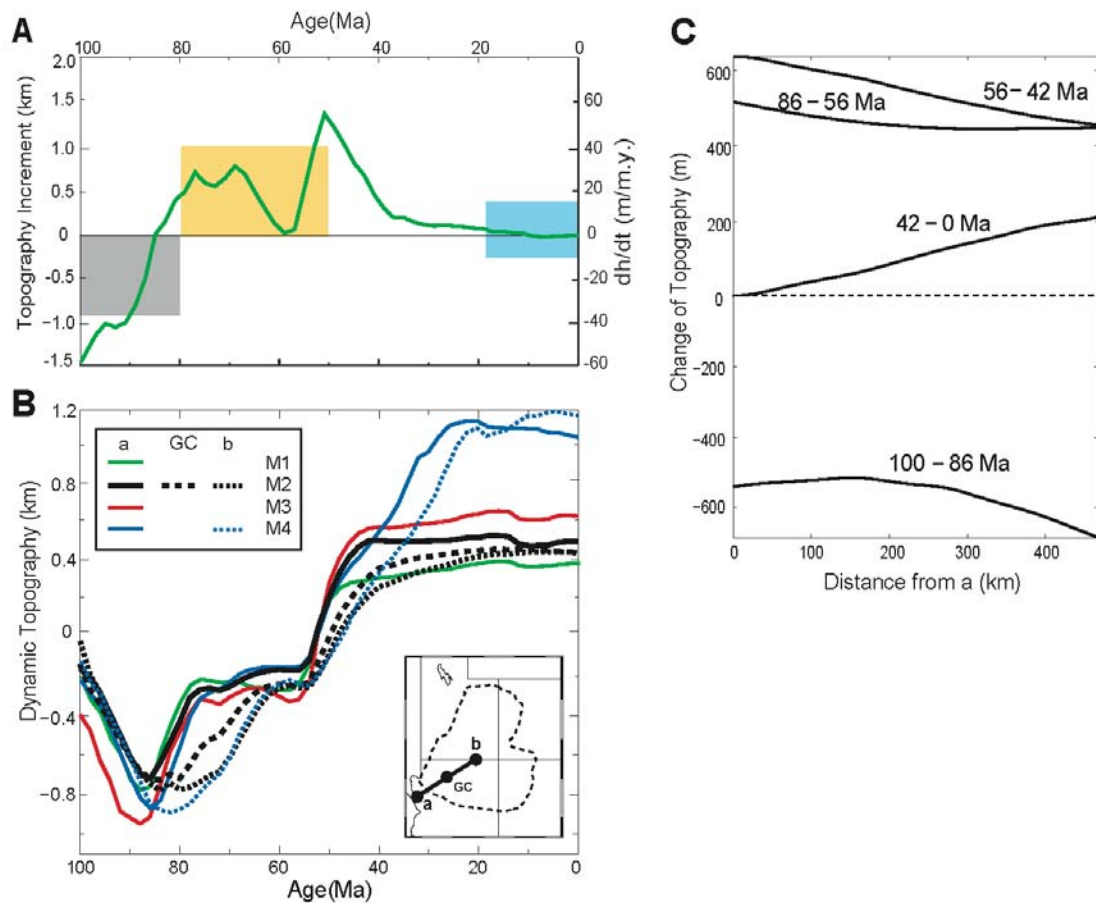 A
Age(Ma)
100 80 60 40 20 0
Topography Increment (km)
2.0
1.5
1.0
0.5
0
-0.5
-1.0
-1.5
60
40
20
0
-20
-40
-60
dh/dt (m/m.y.)
B
Dynamic Topography (km)
1.2
0.8
0.4
0
-0.4
-0.8
a GC b
M1
M2
M3
M4
a
GC
b
100 80 60 40 20 0
Age(Ma)
C
Change of Topography (m)
600
400
200
0
-200
-400
-600
86-56 Ma
56-42 Ma
42-0 Ma
100-86 Ma
0 100 200 300 400
Distance from a (km)